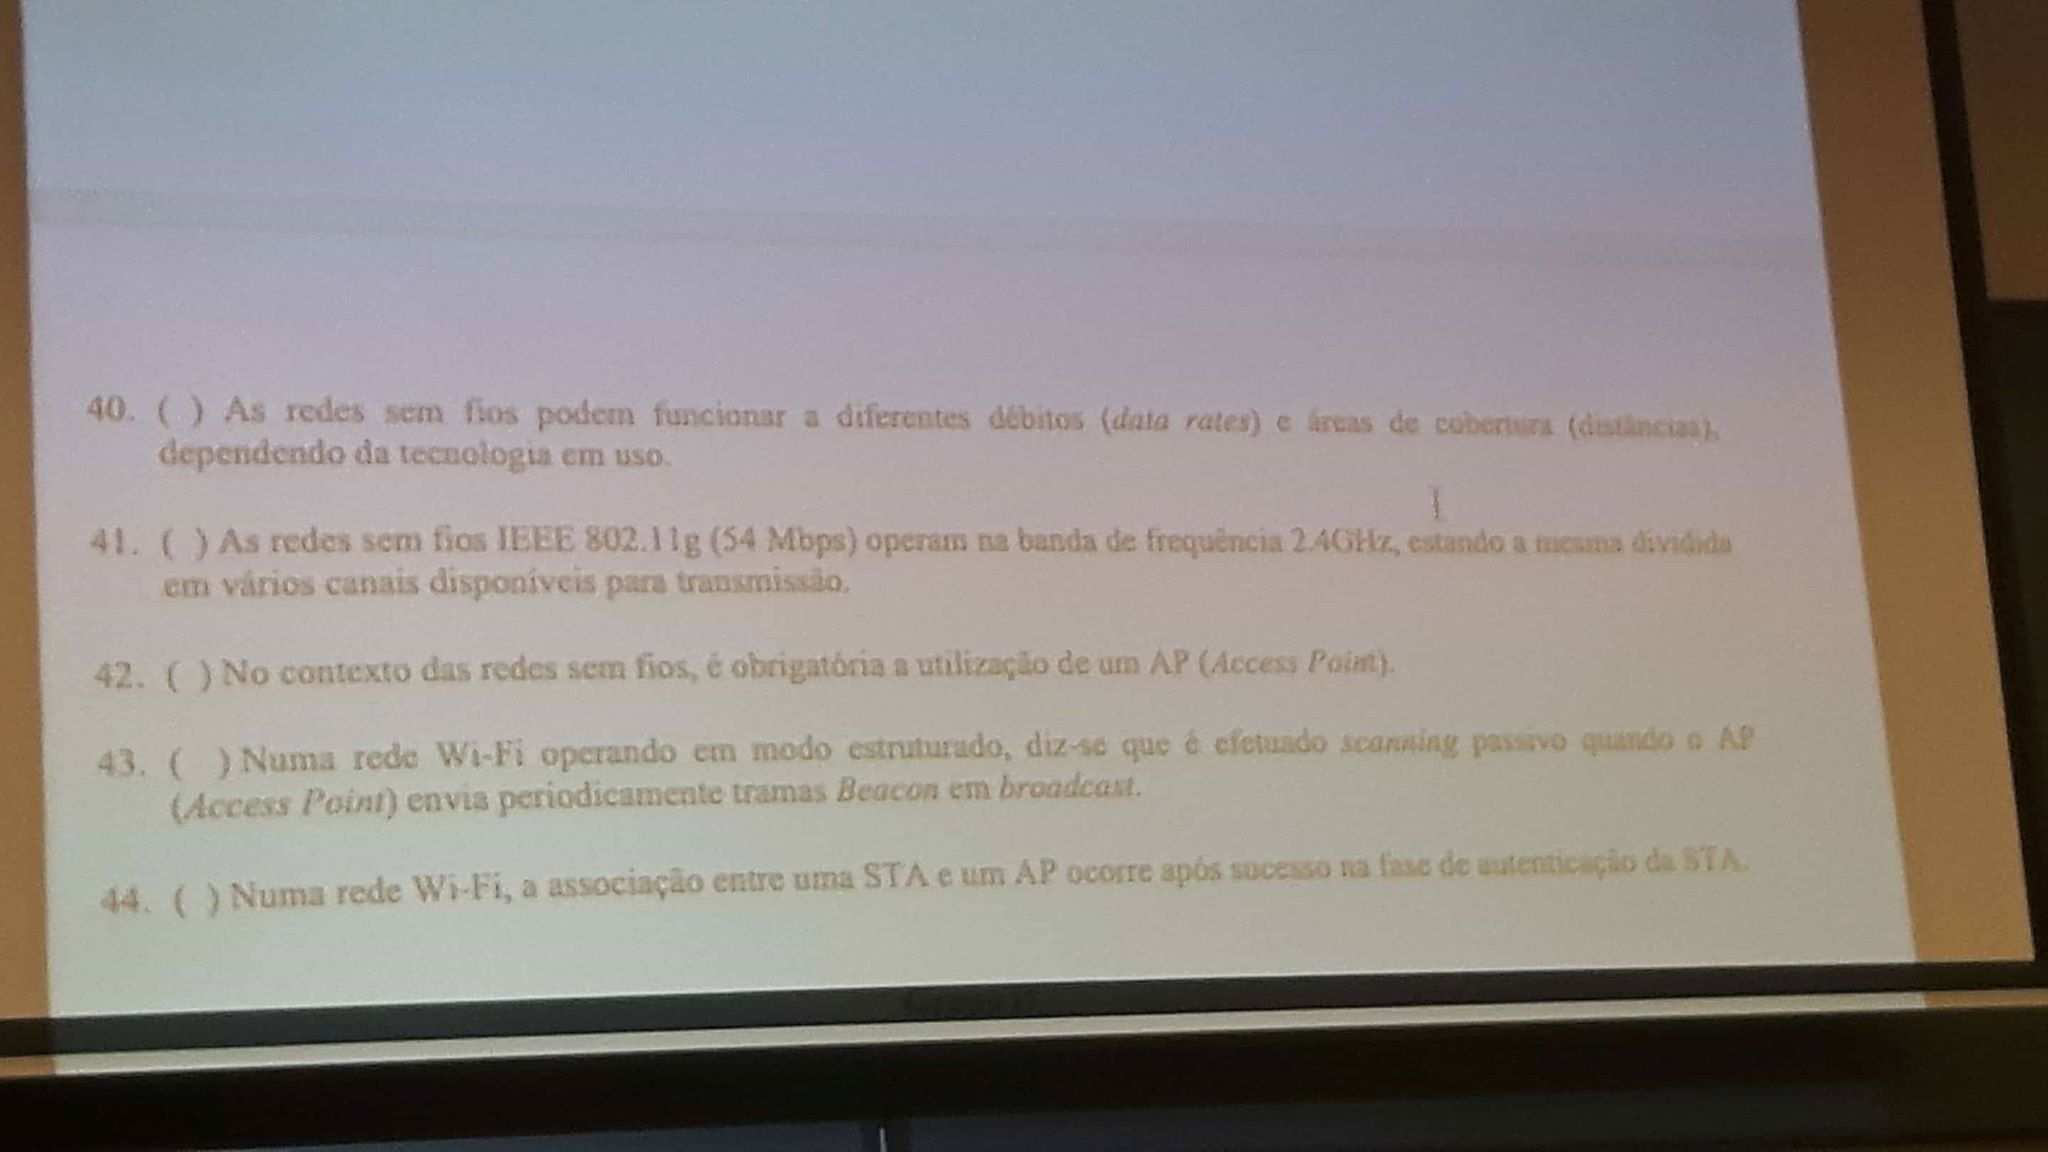 40. ( ) As redes sem fios podem funcionar a diferentes débitos (data rates) e áreas de cobertura (distâncias),
dependendo da tecnologia em uso.
41. ( ) As redes sem fios IEEE 802.11g (54 Mbps) operam na banda de frequência 2.4GHz, estando a mesma dividida
em vários canais disponíveis para transmissão.
42. ( ) No contexto das redes sem fios, é obrigatória a utilização de um AP (Access Point).
43. ( ) Numa rede Wi-Fi operando em modo estruturado, diz-se que é efetuado scanning passivo quando o AP
(Access Point) envia periodicamente tramas Beacon em broadcast.
44. ( ) Numa rede Wi-Fi, a associação entre uma STA e um AP ocorre após sucesso na fase de autenticação da STA.